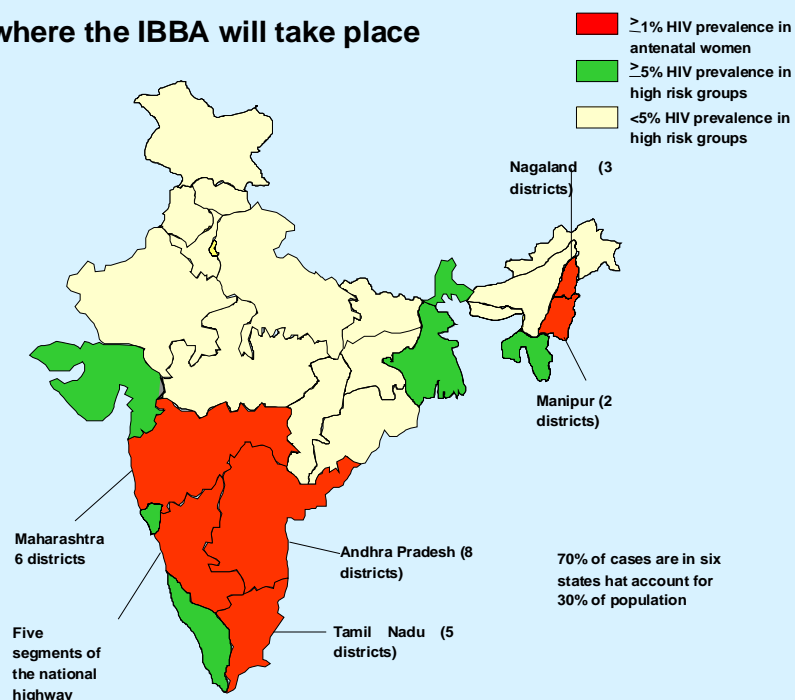 where the IBBA will take place
≥1% HIV prevalence in
antenatal women
≥5% HIV prevalence in
high risk groups
<5% HIV prevalence in
high risk groups
Nagaland (3
districts)
Manipur (2
districts)
Maharashtra
6 districts
Andhra Pradesh (8
districts)
70% of cases are in six
states hat account for
30% of population
Five
segments of
the national
highway
Tamil Nadu (5
districts)